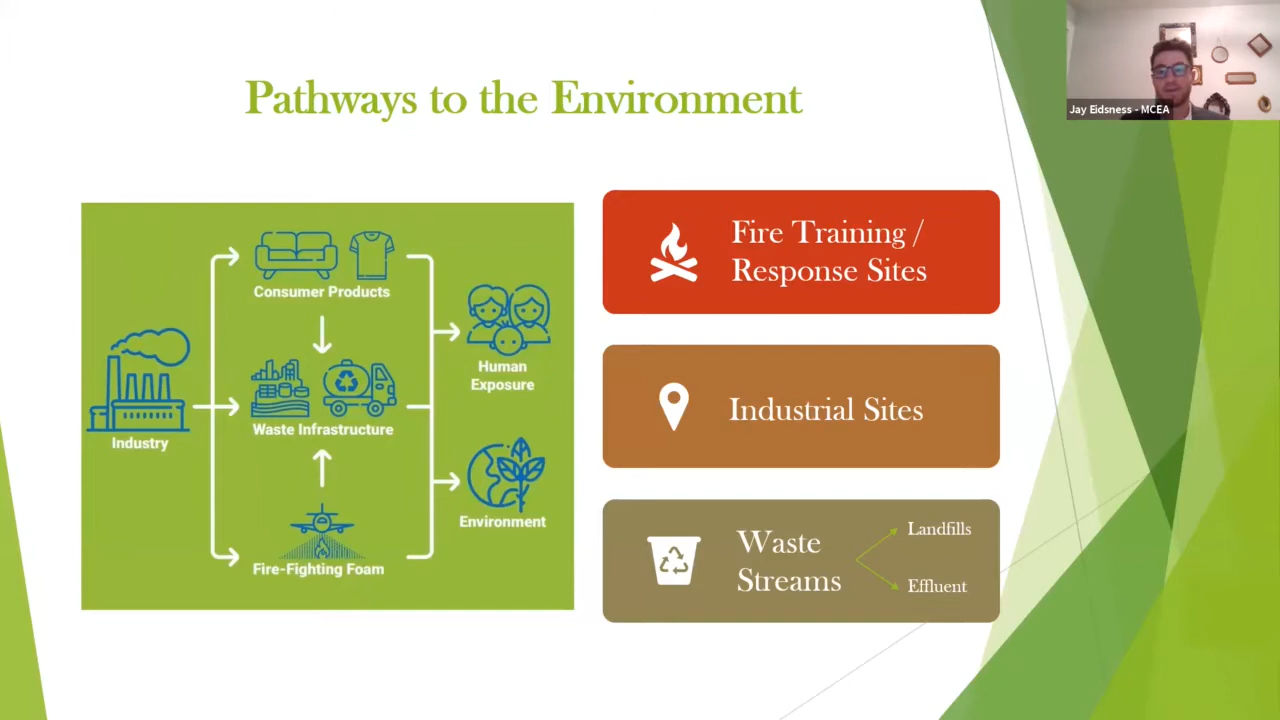 Pathways to the Environment
Jay Eidsness - MCEA
Consumer Products
Human
Exposure
Industry
Waste Infrastructure
Environment
Fire-Fighting Foam
Fire Training /
Response Sites
Industrial Sites
Waste
Streams
Landfills
Effluent